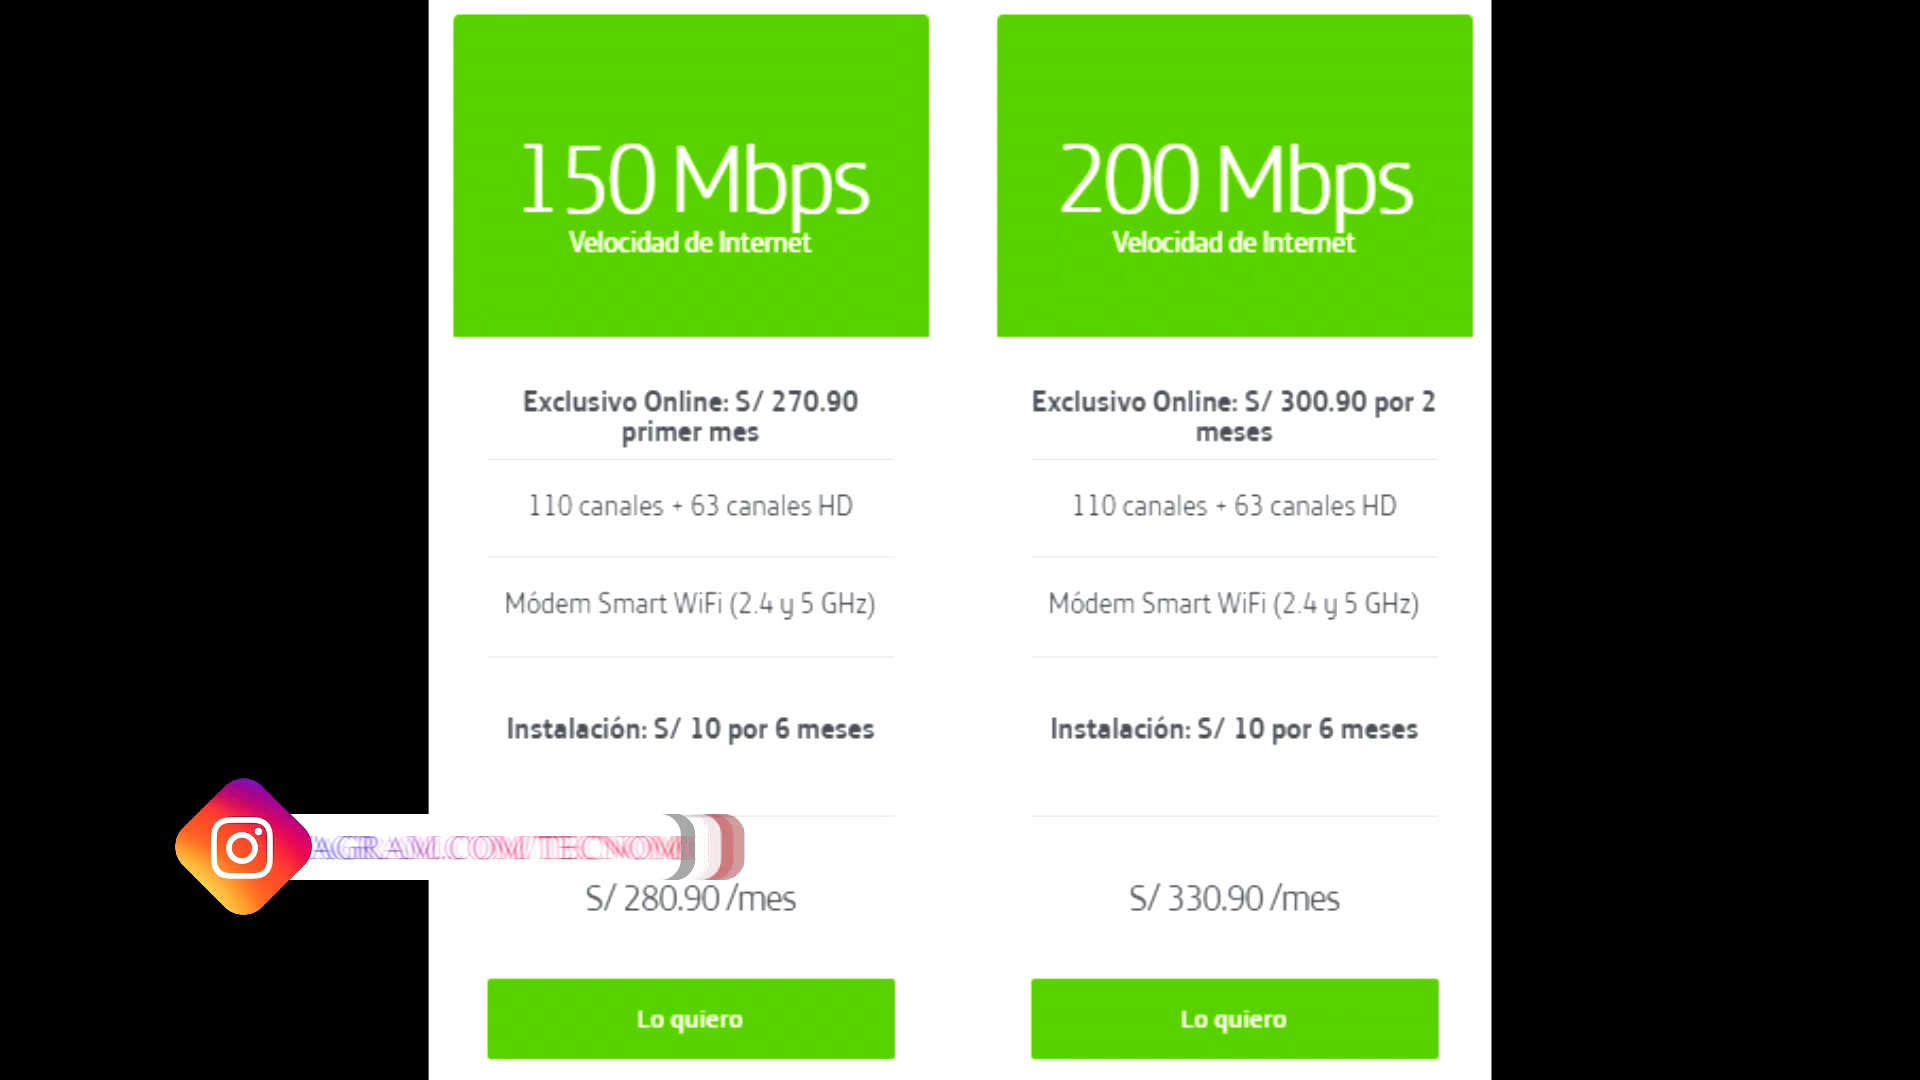 150 Mbps
Velocidad de Internet
Exclusivo Online: S/ 270.90
primer mes
110 canales + 63 canales HD
Módem Smart WiFi (2.4 y 5 GHz)
Instalación: S/ 10 por 6 meses
AGRAM.COM/TECNOM
S/ 280.90 /mes
Lo quiero
200 Mbps
Velocidad de Internet
Exclusivo Online: S/ 300.90 por 2
meses
110 canales + 63 canales HD
Módem Smart WiFi (2.4 y 5 GHz)
Instalación: S/ 10 por 6 meses
S/ 330.90 /mes
Lo quiero